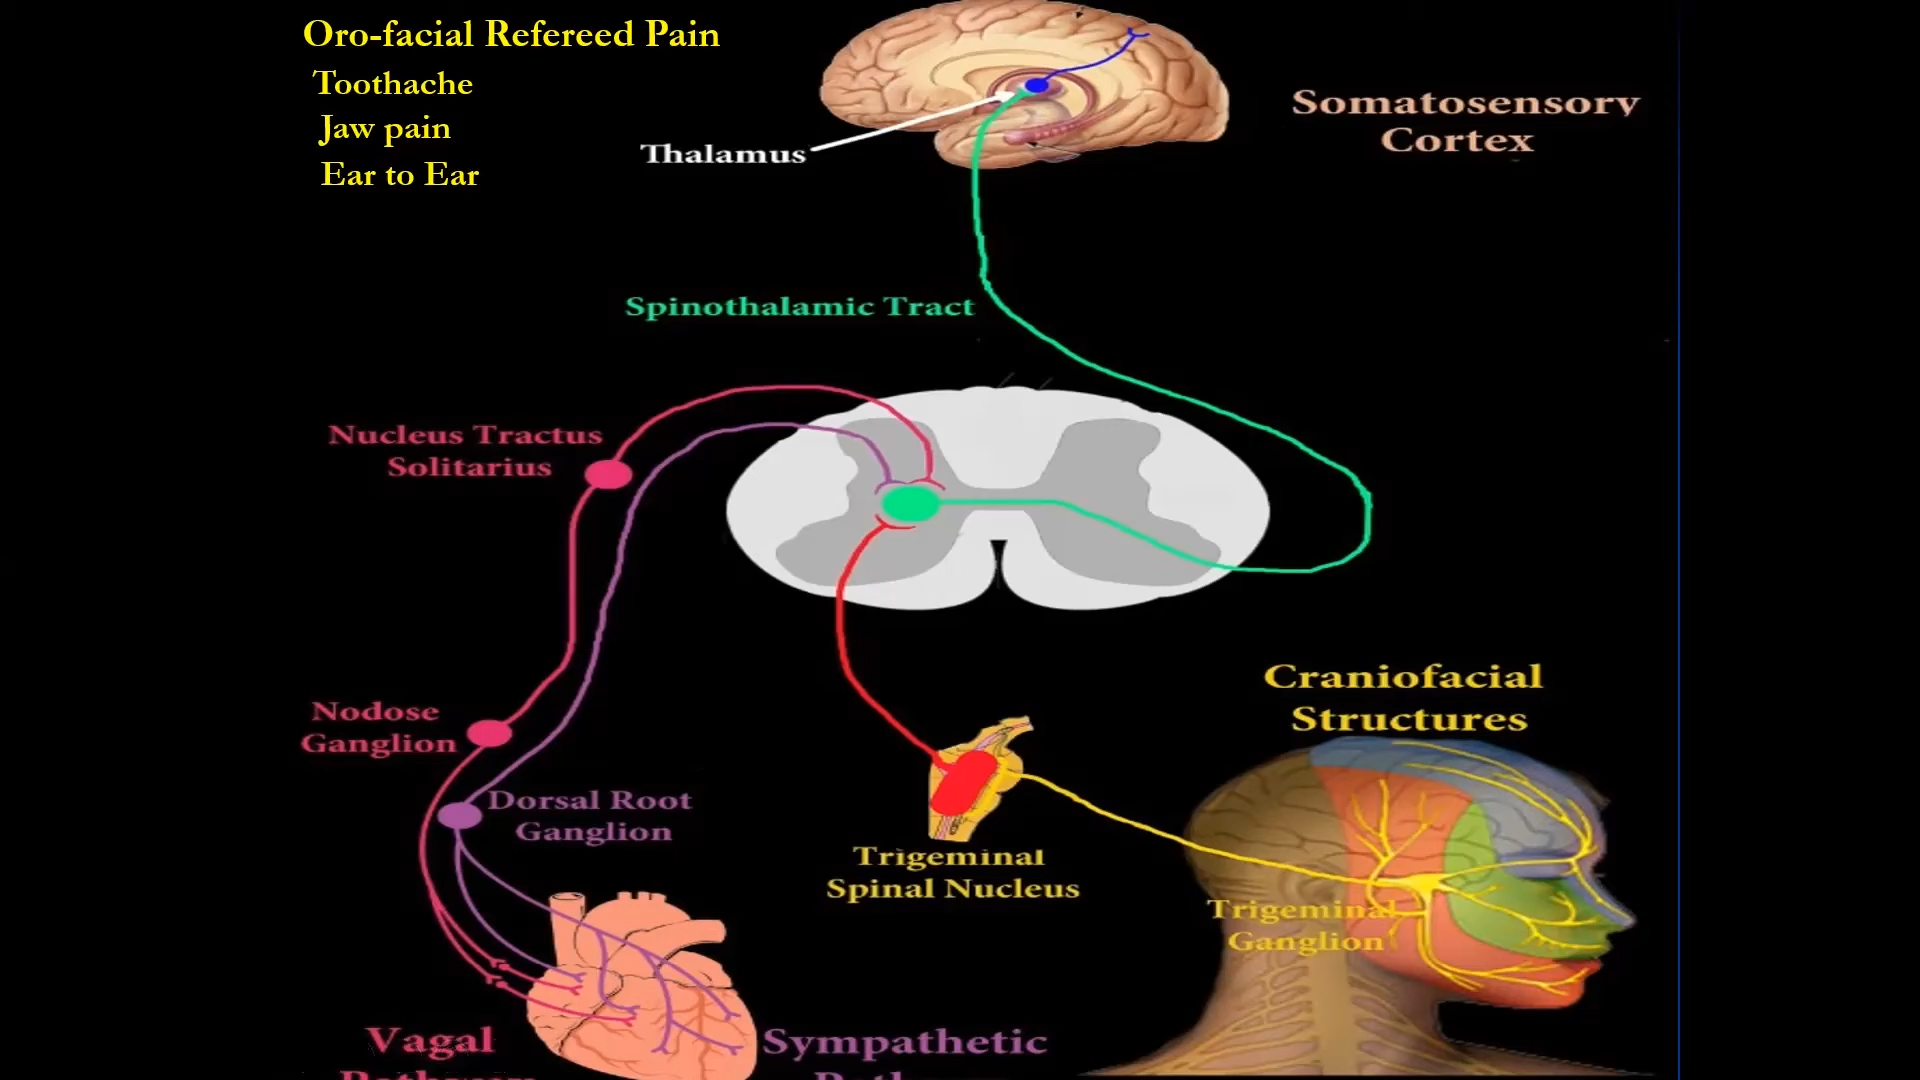 Oro-facial Refereed Pain
Toothache
Jaw pain
Ear to Ear
Somatosensory
Cortex
Thalamus
Spinothalamic Tract
Nucleus Tractus
Solitarius
Nodose
Ganglion
Dorsal Root
Ganglion
Trigeminal
Spinal Nucleus
Craniofacial
Structures
Trigeminal
Ganglion
Vagal
Sympathetic